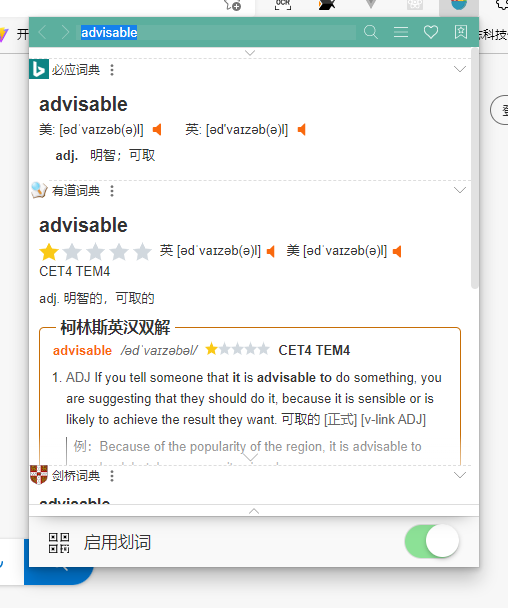 OCR
开
志科技
advisable
登
必应词典
advisable
美: [ədˈvaɪzəb(ə)l] 英: [əd'vaɪzəb(ə)l]
adj. 明智；可取
有道词典
advisable
英 [ədˈvaɪzəb(ə)l] 美 [ədˈvaɪzəb(ə)l]
CET4 TEM4
adj. 明智的，可取的
柯林斯英汉双解
advisable /ədˈvaɪzəbəl/ CET4 TEM4
1. ADJ If you tell someone that it is advisable to do something, you
are suggesting that they should do it, because it is sensible or is
likely to achieve the result they want. 可取的 [正式] [v-link ADJ]
例：Because of the popularity of the region, it is advisable to
剑桥词典
advisable
启用划词